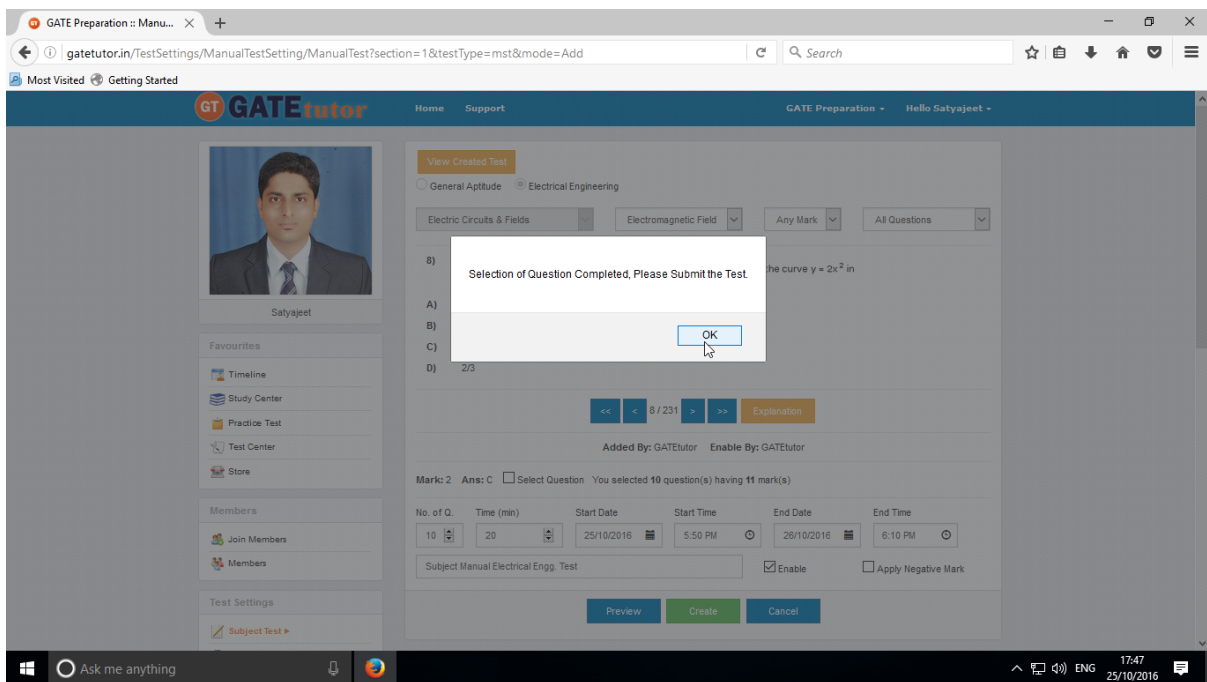 GATE Preparation :: Manu...
gatetutor.in/TestSettings/ManualTestSetting/ManualTest?section=1&testType=mst&mode=Add
Search
Most Visited
Getting Started
GT GATEtutor
Home
Support
GATE Preparation
Hello Satyajeet
Satyajeet
Favourites
Timeline
Study Center
Practice Test
Test Center
Store
Members
Join Members
Members
Test Settings
Subject Test
View Created Test
General Aptitude
Electrical Engineering
Electric Circuits & Fields
Electromagnetic Field
Any Mark
All Questions
8)
the curve y = 2x² in
A)
B)
C)
D) 2/3
Selection of Question Completed, Please Submit the Test.
OK
<< < 8 / 231 > >> Explanation
Added By: GATEtutor Enable By: GATEtutor
Mark: 2 Ans: C Select Question You selected 10 question(s) having 11 mark(s)
No. of Q. Time (min) Start Date Start Time End Date End Time
10 20 25/10/2016 5:50 PM 26/10/2016 6:10 PM
Subject Manual Electrical Engg. Test
Enable
Apply Negative Mark
Preview Create Cancel
Ask me anything
ENG
17:47
25/10/2016